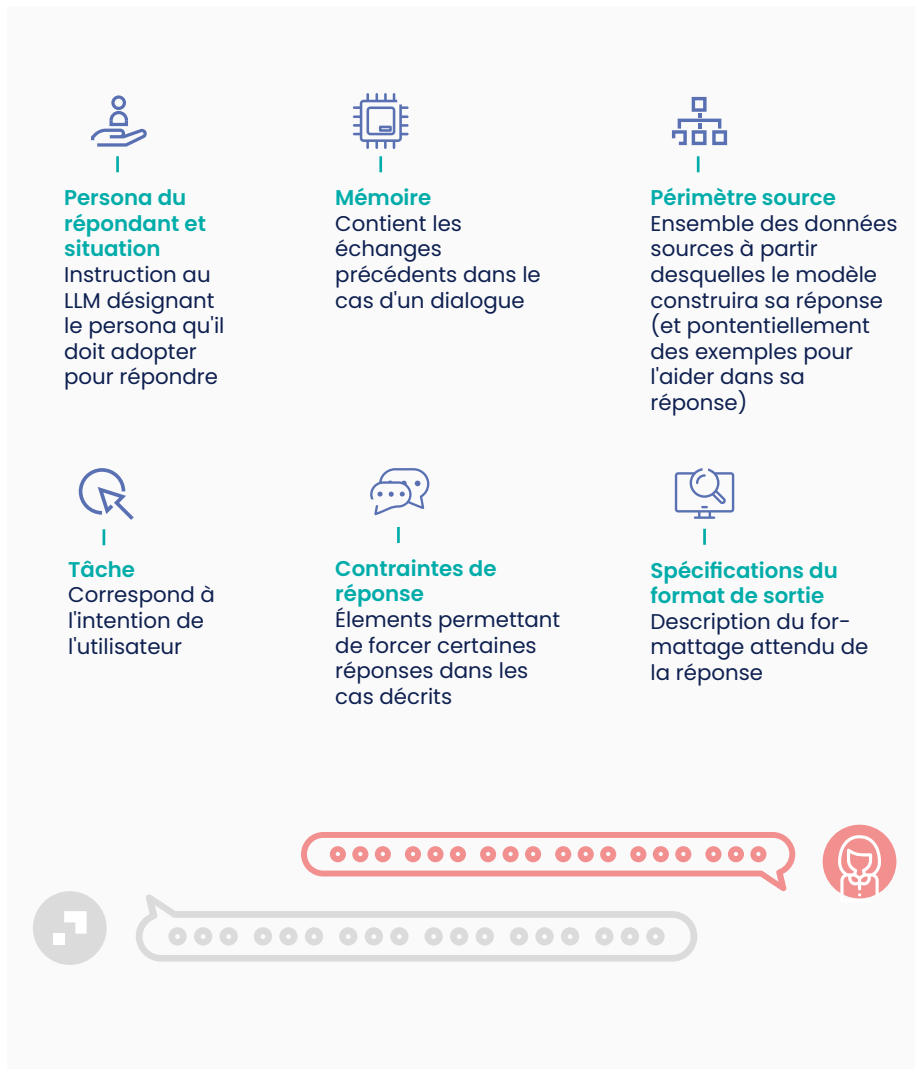 Persona du
répondant et
situation
Instruction au
LLM désignant
le persona qu'il
doit adopter
pour répondre
Mémoire
Contient les
échanges
précédents dans le
cas d'un dialogue
Périmètre source
Ensemble des données
sources à partir
desquelles le modèle
construira sa réponse
(et pontentiellement
des exemples pour
l'aider dans sa
réponse)
Tâche
Correspond à
l'intention de
l'utilisateur
Contraintes de
réponse
Élements permettant
de forcer certaines
réponses dans les
cas décrits
Spécifications du
format de sortie
Description du for-
mattage attendu de
la réponse